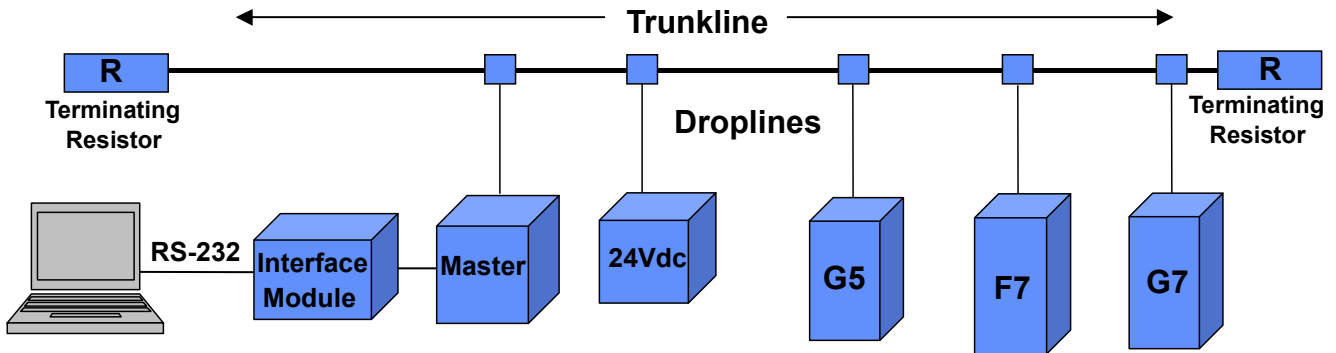 Trunkline
R
R
Terminating
Resistor
Terminating
Resistor
Droplines
RS-232
Interface
Module
Master
24Vdc
G5
F7
G7